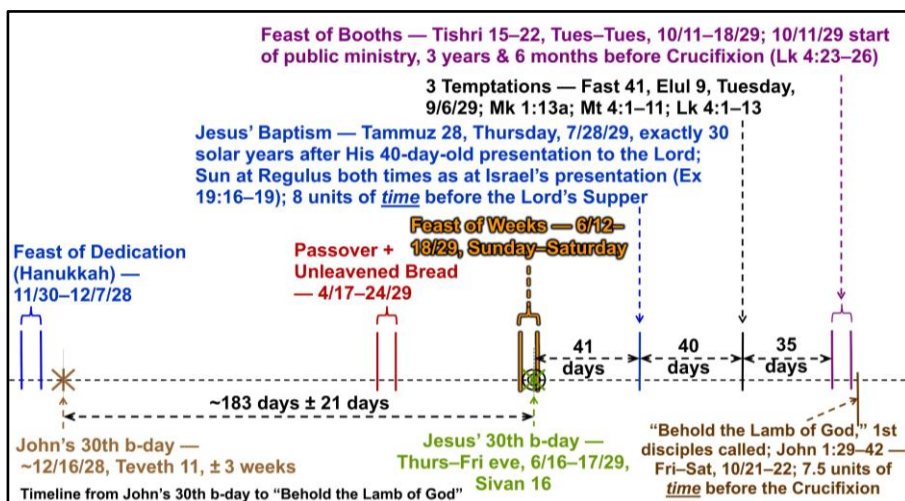 Feast of Booths — Tishri 15–22, Tues–Tues, 10/11–18/29; 10/11/29 start
of public ministry, 3 years & 6 months before Crucifixion (Lk 4:23–26)
3 Temptations — Fast 41, Elul 9, Tuesday,
9/6/29; Mk 1:13a; Mt 4:1–11; Lk 4:1–13
Jesus’ Baptism — Tammuz 28, Thursday, 7/28/29, exactly 30
solar years after His 40-day-old presentation to the Lord;
Sun at Regulus both times as at Israel’s presentation (Ex
19:16–19); 8 units of time before the Lord’s Supper
Feast of Weeks — 6/12–
18/29, Sunday–Saturday
Feast of Dedication
(Hanukkah) —
11/30–12/7/28
Passover +
Unleavened Bread
— 4/17–24/29
41
days
40
days
35
days
~183 days ± 21 days
John’s 30th b-day —
~12/16/28, Teveth 11, ± 3 weeks
Jesus’ 30th b-day —
Thurs–Fri eve, 6/16–17/29,
Sivan 16
“Behold the Lamb of God,” 1st
disciples called; John 1:29–42 —
Fri–Sat, 10/21–22; 7.5 units of
time before the Crucifixion
Timeline from John’s 30th b-day to “Behold the Lamb of God”